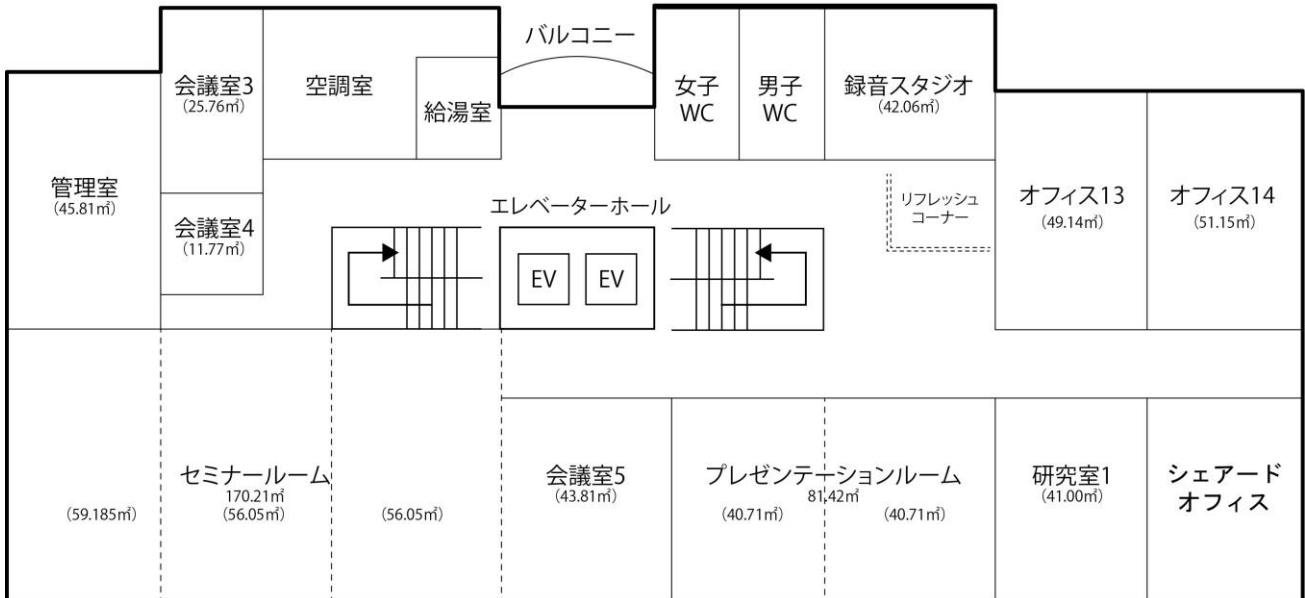 バルコニー
会議室3
(25.76㎡)
空調室
給湯室
女子
WC
男子
WC
録音スタジオ
(42.06㎡)
管理室
(45.81㎡)
会議室4
(11.77㎡)
エレベーターホール
EV
EV
リフレッシュ
コーナー
オフィス13
(49.14㎡)
オフィス14
(51.15㎡)
セミナールーム
170.21㎡
(59.185㎡)
(56.05㎡)
(56.05㎡)
会議室5
(43.81㎡)
プレゼンテーションルーム
81.42㎡
(40.71㎡)
(40.71㎡)
研究室1
(41.00㎡)
シェアード
オフィス